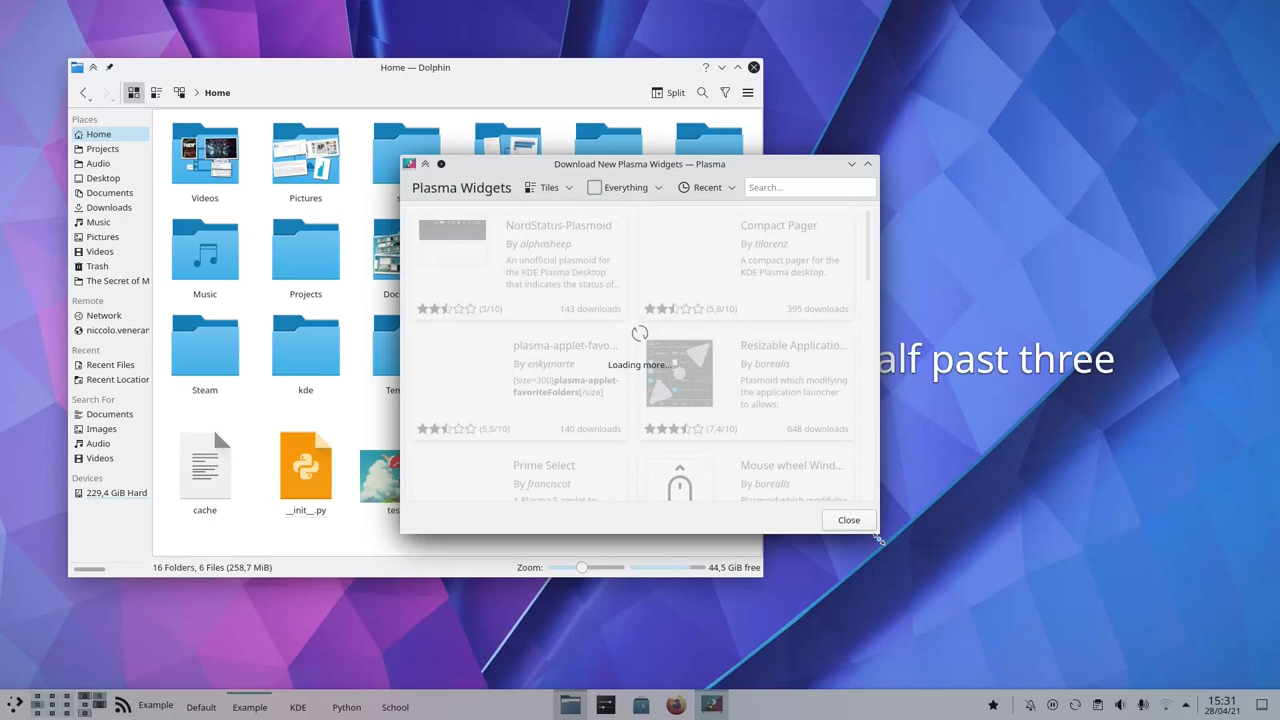 Home — Dolphin
Home
Split
Places
Home
Projects
Audio
Desktop
Documents
Downloads
Music
Pictures
Videos
Trash
The Secret of M
Remote
Network
niccolo.venerar
Recent
Recent Files
Recent Location
Search For
Documents
Images
Audio
Videos
Devices
229,4 GiB Hard
Videos
Pictures
Music
Projects
Steam
kde
cache
__init__.py
16 Folders, 6 Files (258,7 MiB)
Zoom:
44,5 GiB free
Download New Plasma Widgets — Plasma
Plasma Widgets
Tiles
Everything
Recent
Search...
NordStatus-Plasmoid
By alphasheep
An unofficial plasmoid for
the KDE Plasma Desktop
that indicates the status of...
(5/10)
143 downloads
Compact Pager
By tilorenz
A compact pager for the
KDE Plasma desktop.
(5,8/10)
395 downloads
Loading more...
plasma-applet-favo...
By enkymarte
[size=300]plasma-applet-
favoriteFolders[/size]
(5,5/10)
140 downloads
Resizable Applicatio...
By borealis
Plasmoid which modifying
the application launcher
to allows:
(7,4/10)
648 downloads
Prime Select
By franciscot
A Plasma 5 applet to
Mouse wheel Wind...
By borealis
Plasmoid which modifying
Close
alf past three
Example
Default
Example
KDE
Python
School
15:31
28/04/21